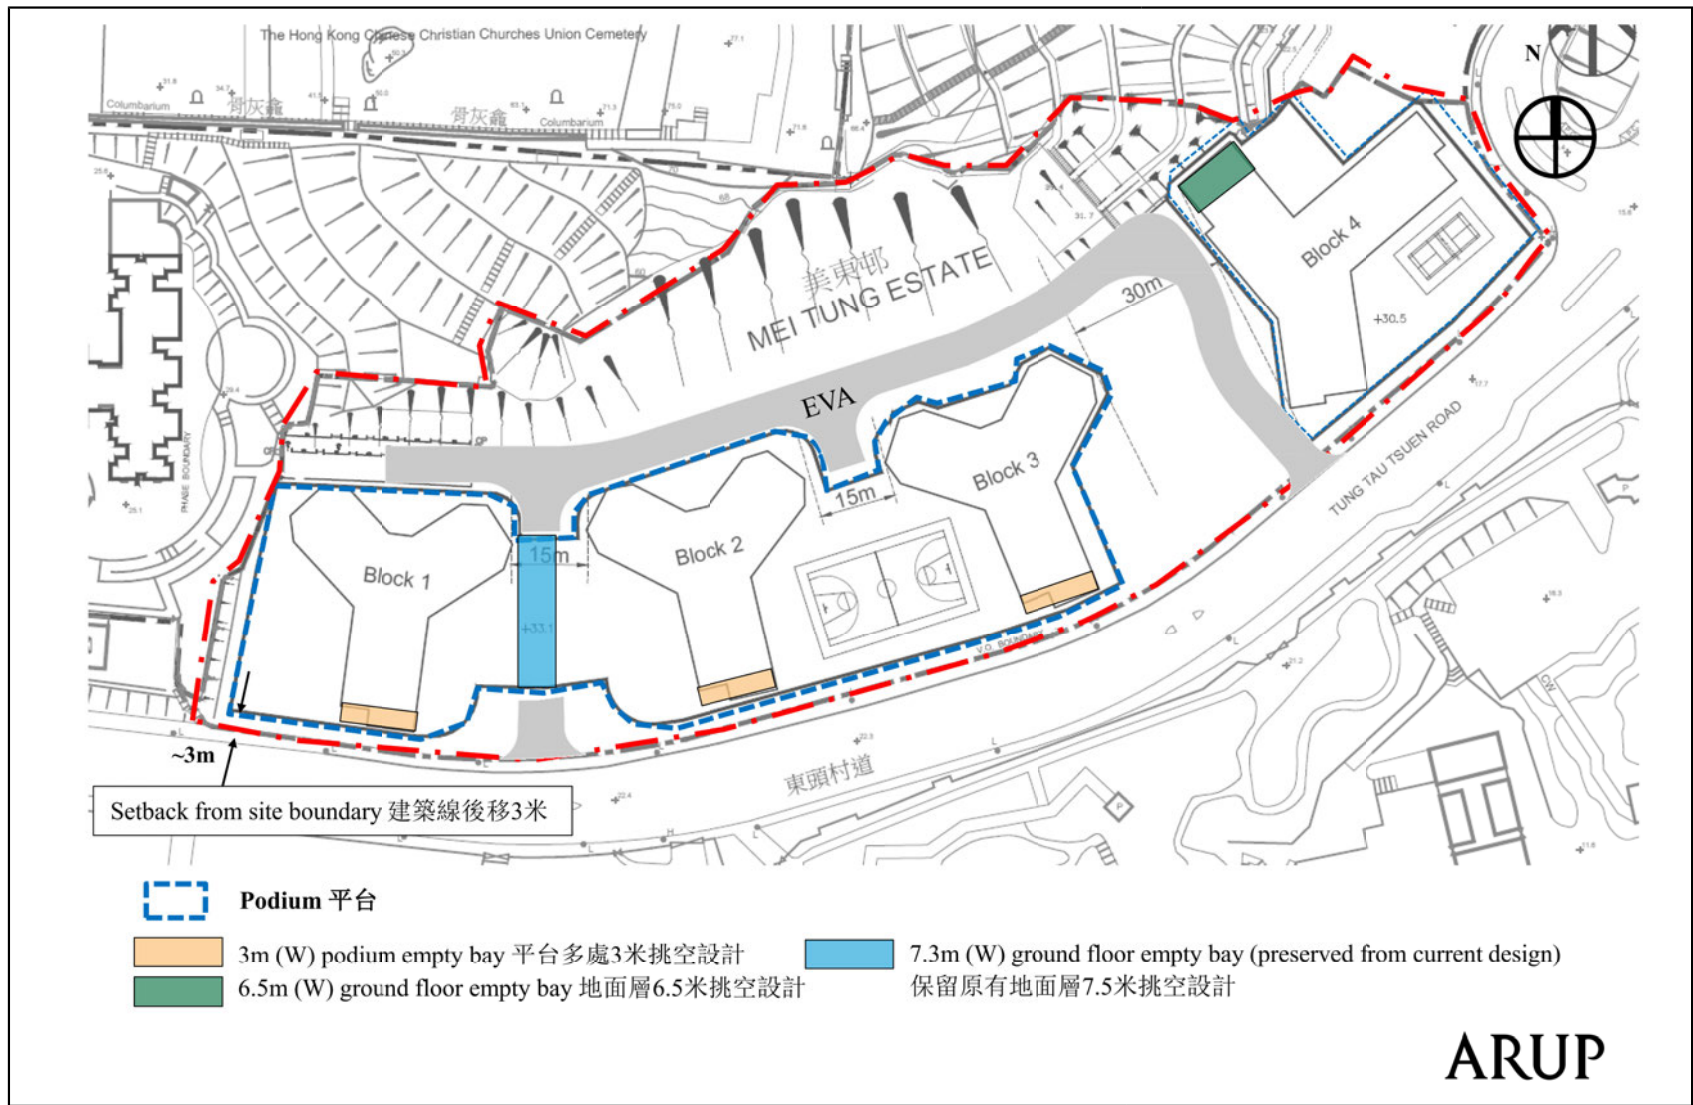 The Hong Kong Chinese Christian Churches Union Cemetery
N
Columbarium
骨灰龕
骨灰龕
Columbarium
美東邨
MEI TUNG ESTATE
30m
Block 4
+30.5
EVA
TUNG TAU TSUEN ROAD
PHASE BOUNDARY
15m
Block 3
Block 2
15m
Block 1
+33.1
V.O. BOUNDARY
~3m
東頭村道
CW
Setback from site boundary 建築線後移3米
Podium 平台
3m (W) podium empty bay 平台多處3米挑空設計
6.5m (W) ground floor empty bay 地面層6.5米挑空設計
7.3m (W) ground floor empty bay (preserved from current design)
保留原有地面層7.5米挑空設計
ARUP